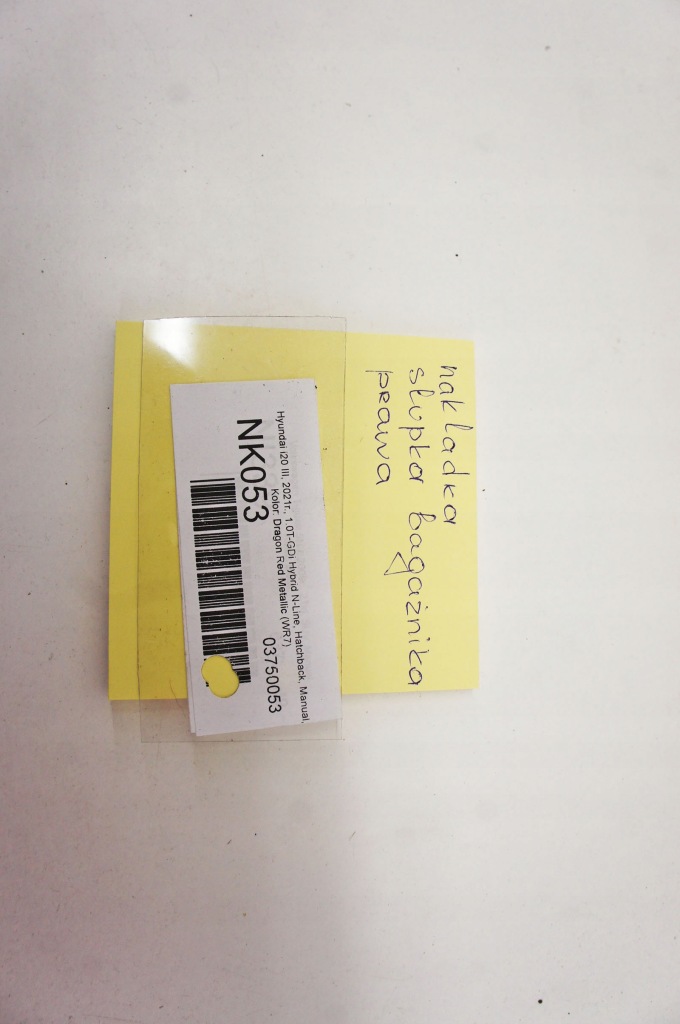 nakladka
słupka bagażnika
prawa
Hyundai i20 III, 2021r., 1.0T-GDi Hybrid N-Line, Hatchback, Manual,
Kolor: Dragon Red Metallic (WR7)
NK053
03750053